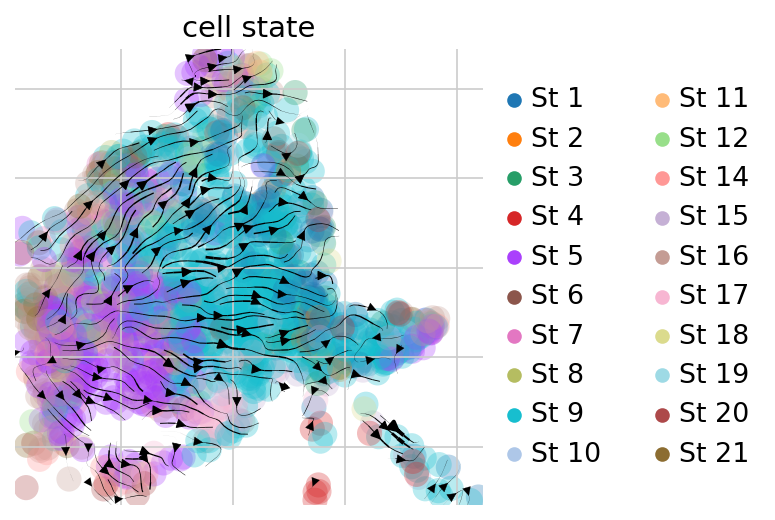 cell state
St 1
St 2
St 3
St 4
St 5
St 6
St 7
St 8
St 9
St 10
St 11
St 12
St 14
St 15
St 16
St 17
St 18
St 19
St 20
St 21